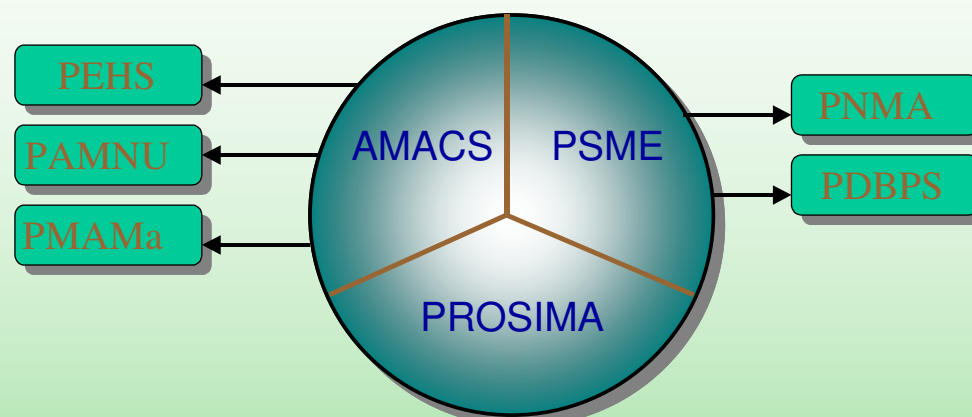 PEHS
PAMNU
PMAMa
AMACS
PSME
PROSIMA
PNMA
PDBPS